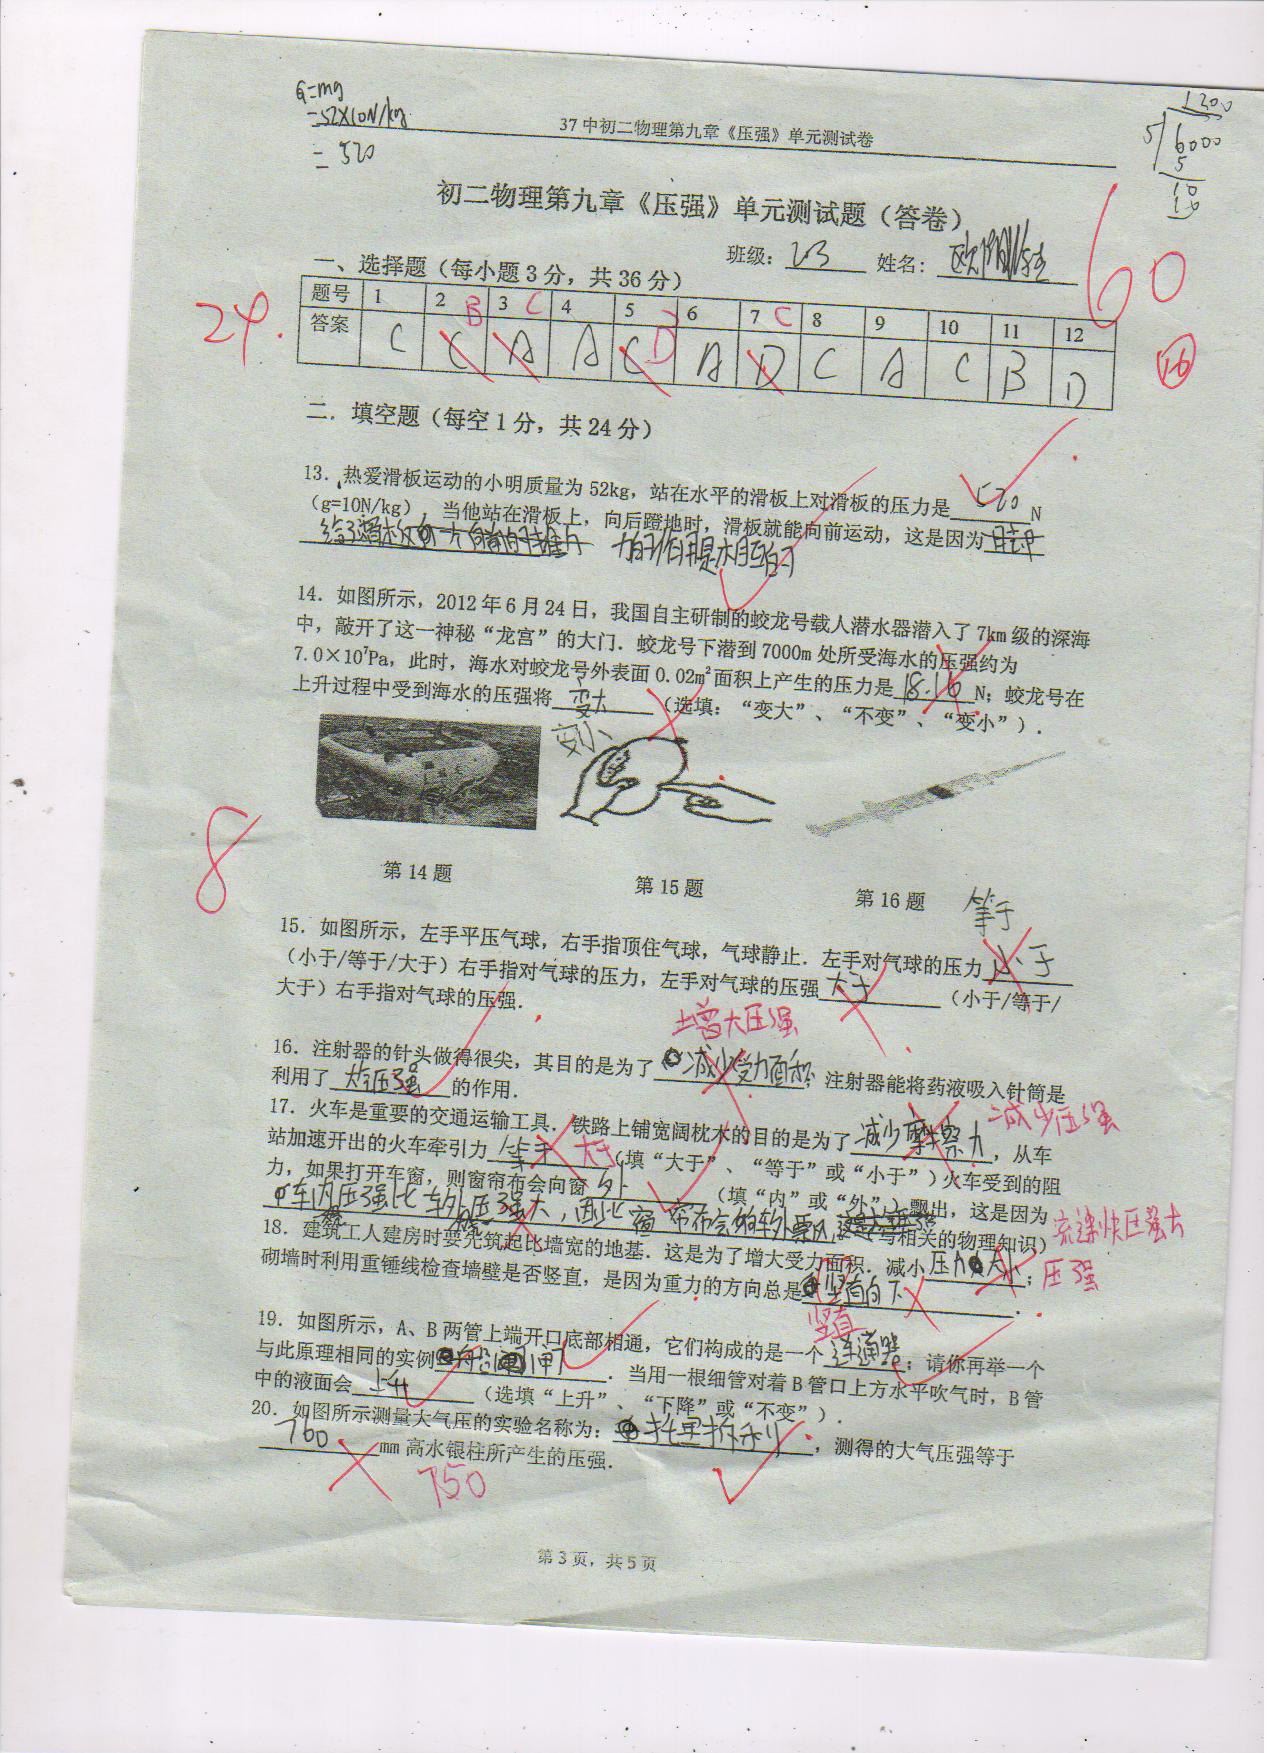 G=mg
=52×10N/kg
= 520
37中初二物理第九章《压强》单元测试卷
1200
5 6000
5
10
10
初二物理第九章《压强》单元测试题（答卷）
班级：203 姓名：
60
一、选择题（每小题3分，共36分）
24.
题号 1 2 3 4 5 6 7 8 9 10 11 12
B C D C
答案 C C A A C A D C A C B D
16
二．填空题（每空1分，共24分）
13．热爱滑板运动的小明质量为52kg，站在水平的滑板上对滑板的压力是520N
（g=10N/kg） 当他站在滑板上，向后蹬地时，滑板就能向前运动，这是因为
力的作用是相互的
14．如图所示，2012年6月24日，我国自主研制的蛟龙号载人潜水器潜入了7km级的深海
中，敲开了这一神秘“龙宫”的大门．蛟龙号下潜到7000m处所受海水的压强约为
7.0×10⁷Pa，此时，海水对蛟龙号外表面0.02m²面积上产生的压力是18.16N；蛟龙号在
上升过程中受到海水的压强将变大（选填：“变大”、“不变”、“变小”）．
变小
8
第14题 第15题 第16题
等于
15．如图所示，左手平压气球，右手指顶住气球，气球静止．左手对气球的压力小于
（小于/等于/大于）右手指对气球的压力，左手对气球的压强大于（小于/等于/
大于）右手指对气球的压强．
增大压强
16．注射器的针头做得很尖，其目的是为了减少受力面积，注射器能将药液吸入针筒是
利用了大气压强的作用．
17．火车是重要的交通运输工具．铁路上铺宽阔枕木的目的是为了减少摩擦力，从车
减少压强
站加速开出的火车牵引力等于（填“大于”、“等于”或“小于”）火车受到的阻
大于
力，如果打开车窗，则窗帘布会向窗外（填“内”或“外”）飘出，这是因为
车内压强比车外压强大，因此窗帘布会向车外飘（写相关的物理知识）
流速快压强大
18．建筑工人建房时要先筑起比墙宽的地基．这是为了增大受力面积．减小压力大小；
压强
砌墙时利用重锤线检查墙壁是否竖直，是因为重力的方向总是竖直向下．
竖直
19．如图所示，A、B两管上端开口底部相通，它们构成的是一个连通器；请你再举一个
与此原理相同的实例船闸．当用一根细管对着B管口上方水平吹气时，B管
中的液面会上升（选填“上升”、“下降”或“不变”）．
20．如图所示测量大气压的实验名称为：托里拆利，测得的大气压强等于
760mm高水银柱所产生的压强．
750
第3页，共5页